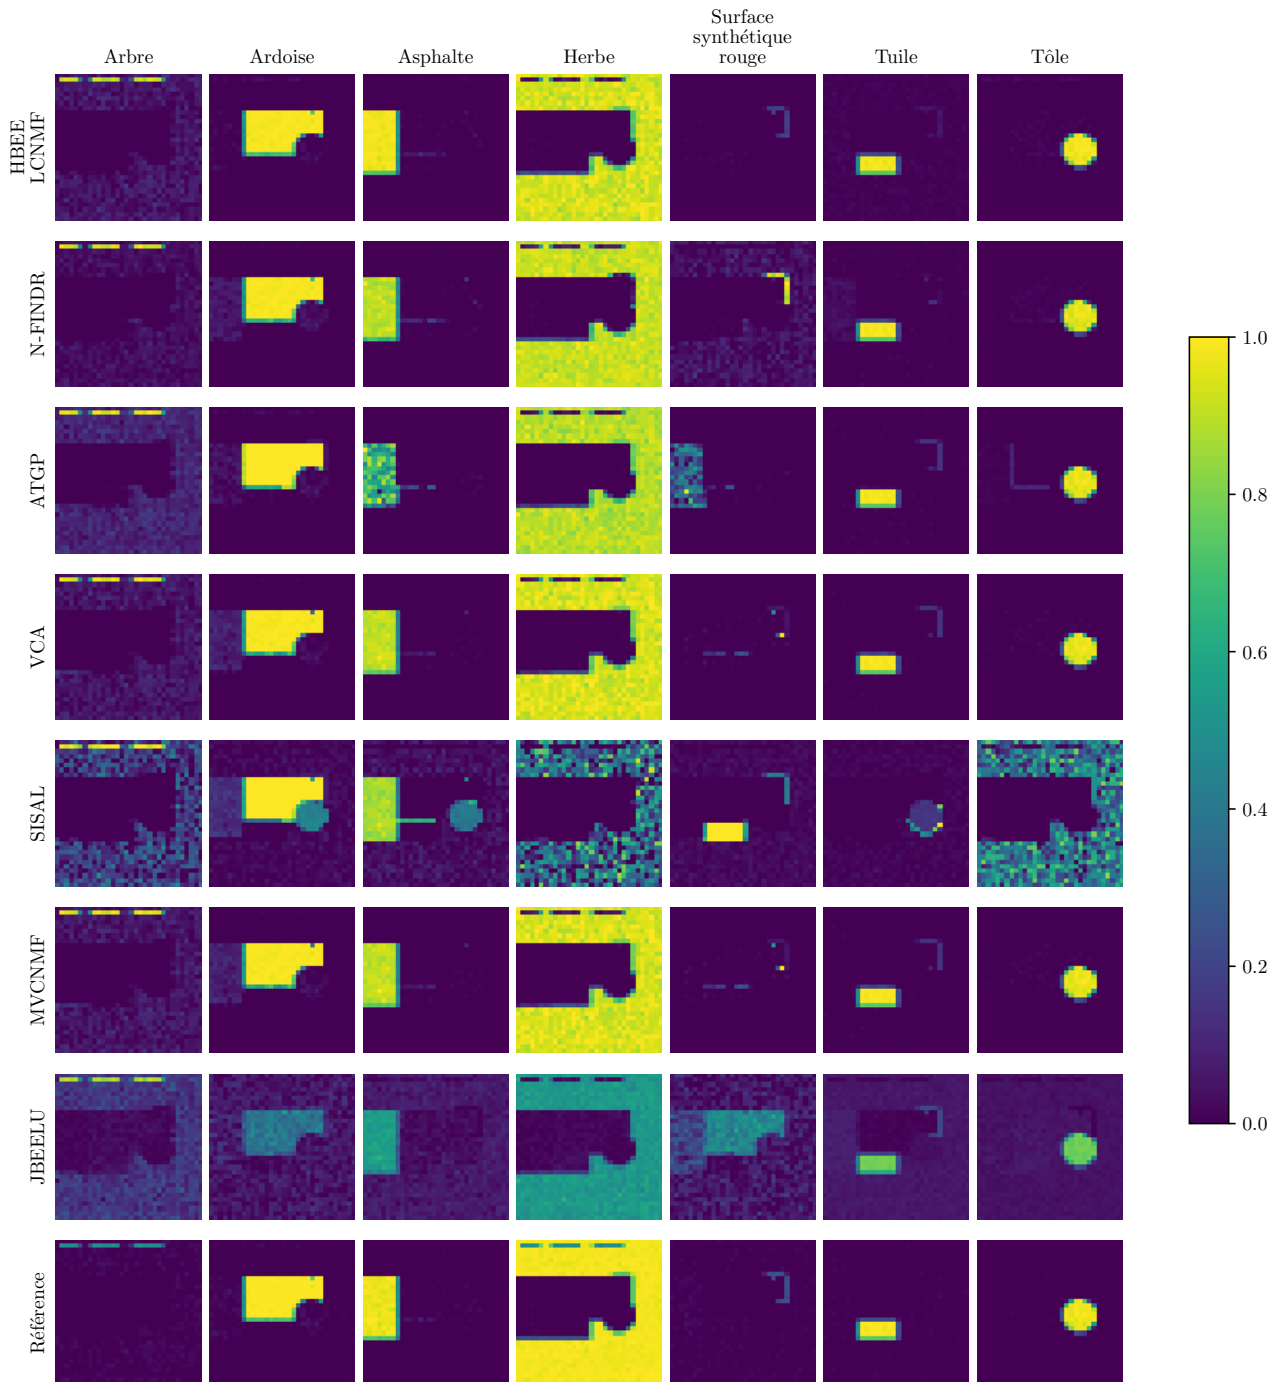 Surface
synthétique
Arbre Ardoise Asphalte Herbe rouge Tuile Tôle
HBEE
LCNMF
N-FINDR
ATGP
VCA
SISAL
MVCNMF
JBEELU
Référence
1.0
0.8
0.6
0.4
0.2
0.0